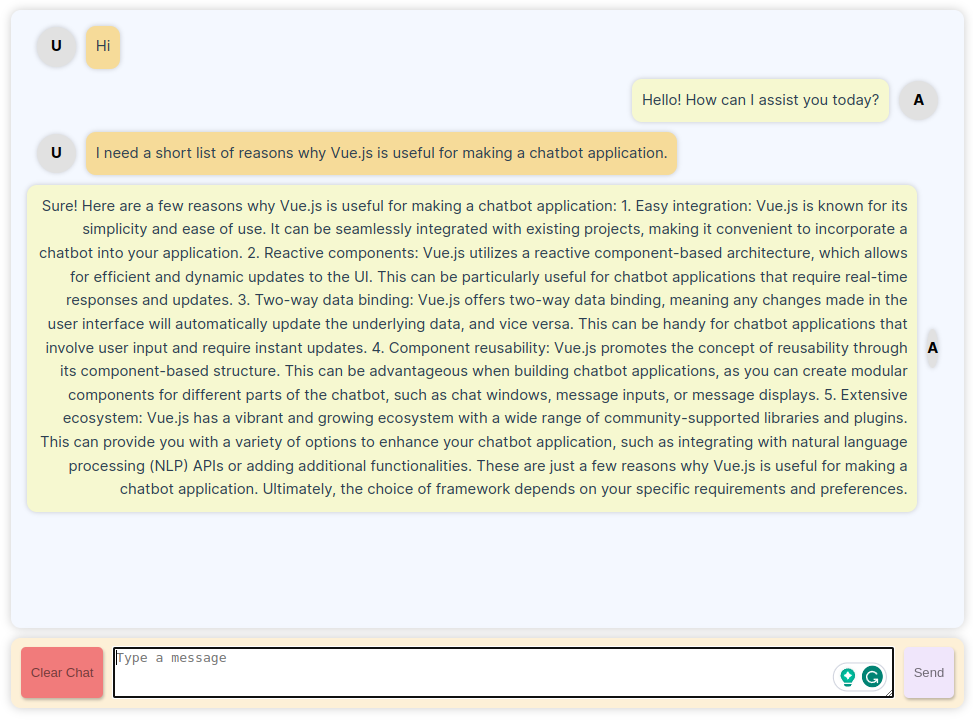 U
Hi
Hello! How can I assist you today?
A
U
I need a short list of reasons why Vue.js is useful for making a chatbot application.
Sure! Here are a few reasons why Vue.js is useful for making a chatbot application: 1. Easy integration: Vue.js is known for its
simplicity and ease of use. It can be seamlessly integrated with existing projects, making it convenient to incorporate a
chatbot into your application. 2. Reactive components: Vue.js utilizes a reactive component-based architecture, which allows
for efficient and dynamic updates to the UI. This can be particularly useful for chatbot applications that require real-time
responses and updates. 3. Two-way data binding: Vue.js offers two-way data binding, meaning any changes made in the
user interface will automatically update the underlying data, and vice versa. This can be handy for chatbot applications that
involve user input and require instant updates. 4. Component reusability: Vue.js promotes the concept of reusability through
its component-based structure. This can be advantageous when building chatbot applications, as you can create modular
components for different parts of the chatbot, such as chat windows, message inputs, or message displays. 5. Extensive
ecosystem: Vue.js has a vibrant and growing ecosystem with a wide range of community-supported libraries and plugins.
This can provide you with a variety of options to enhance your chatbot application, such as integrating with natural language
processing (NLP) APIs or adding additional functionalities. These are just a few reasons why Vue.js is useful for making a
chatbot application. Ultimately, the choice of framework depends on your specific requirements and preferences.
A
Clear Chat
Type a message
Send